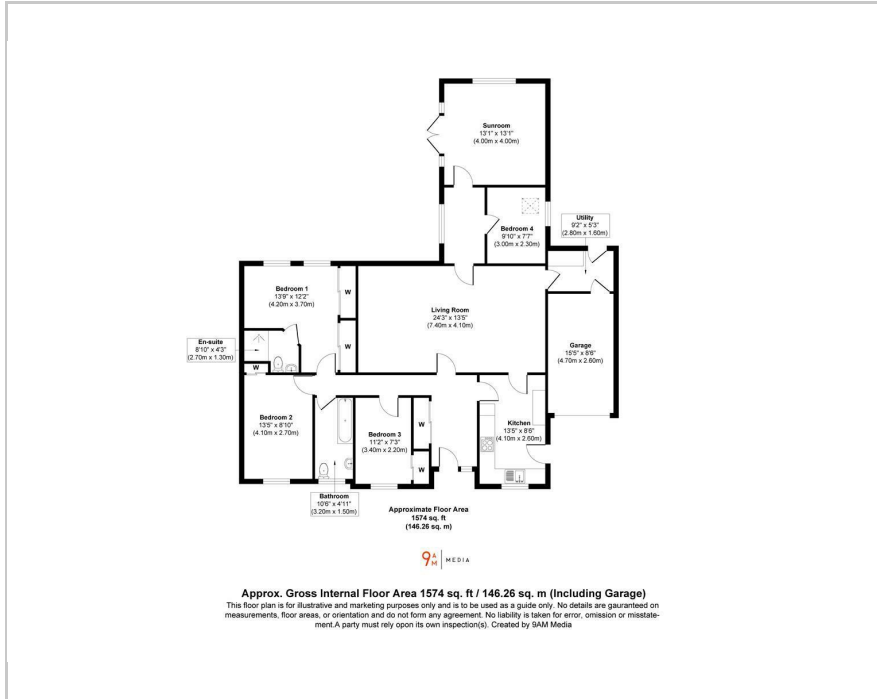 Sunroom
13'1" x 13'1"
(4.00m x 4.00m)
Bedroom 4
9'10" x 7'7"
(3.00m x 2.30m)
Utility
9'2" x 5'3"
(2.80m x 1.60m)
Bedroom 1
13'9" x 12'2"
(4.20m x 3.70m)
W
W
Living Room
24'3" x 13'5"
(7.40m x 4.10m)
Garage
15'5" x 8'6"
(4.70m x 2.60m)
En-suite
8'10" x 4'3"
(2.70m x 1.30m)
W
Bedroom 2
13'5" x 8'10"
(4.10m x 2.70m)
Bedroom 3
11'2" x 7'3"
(3.40m x 2.20m)
W
W
Kitchen
13'5" x 8'6"
(4.10m x 2.60m)
Bathroom
10'6" x 4'11"
(3.20m x 1.50m)
Approximate Floor Area
1574 sq. ft
(146.26 sq. m)
9AM MEDIA
Approx. Gross Internal Floor Area 1574 sq. ft / 146.26 sq. m (Including Garage)
This floor plan is for illustrative and marketing purposes only and is to be used as a guide only. No details are gauranteed on
measurements, floor areas, or orientation and do not form any agreement. No liability is taken for error, omission or misstate-
ment.A party must rely upon its own inspection(s). Created by 9AM Media